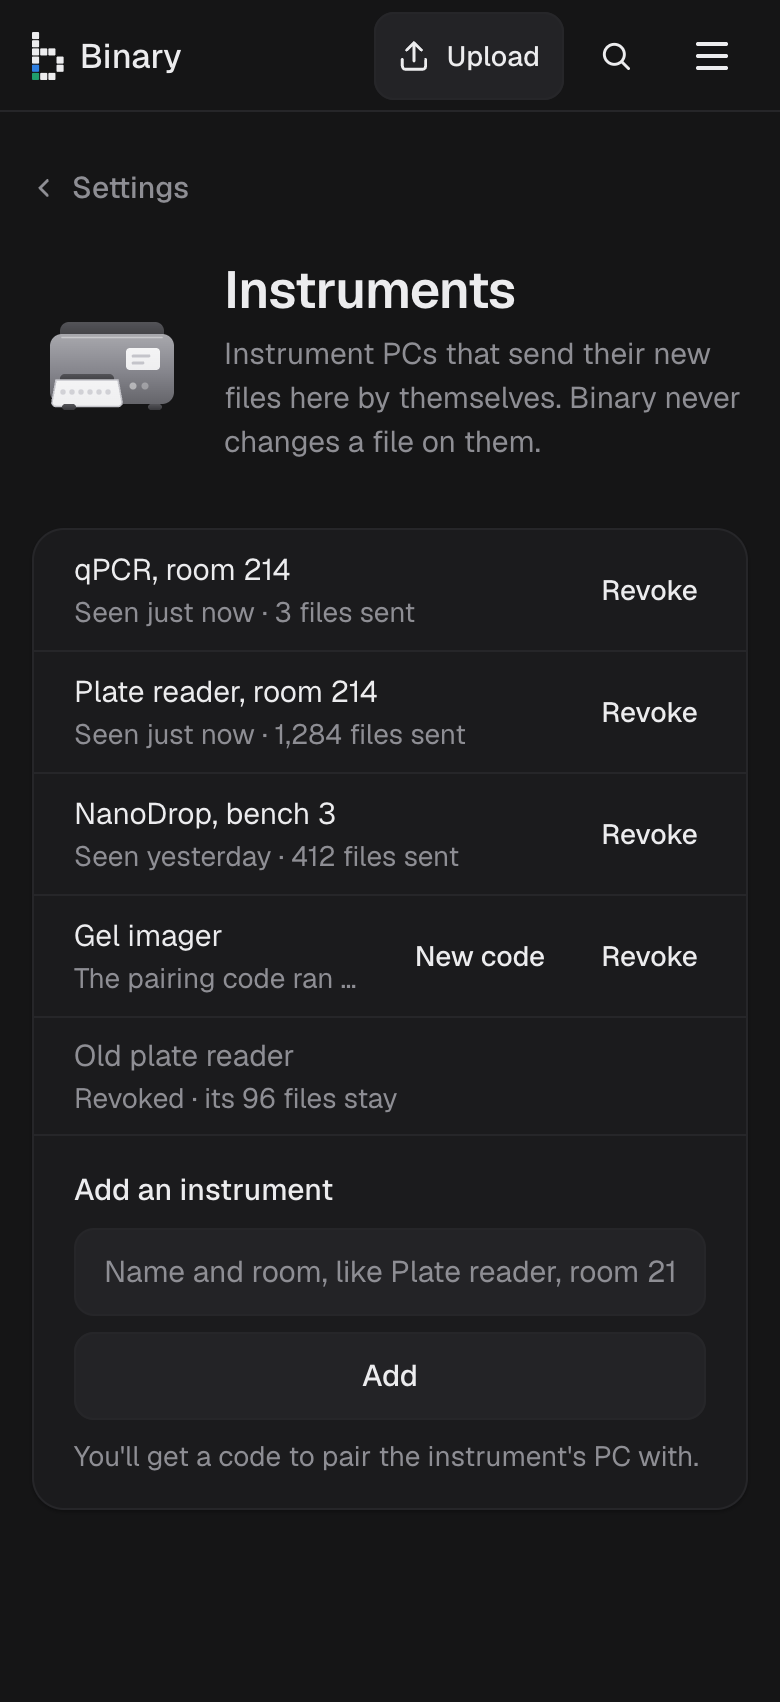 Binary
Upload
Settings
Instruments
Instrument PCs that send their new
files here by themselves. Binary never
changes a file on them.
qPCR, room 214
Seen just now · 3 files sent
Revoke
Plate reader, room 214
Seen just now · 1,284 files sent
Revoke
NanoDrop, bench 3
Seen yesterday · 412 files sent
Revoke
Gel imager
The pairing code ran ...
New code
Revoke
Old plate reader
Revoked · its 96 files stay
Add an instrument
Name and room, like Plate reader, room 21
Add
You'll get a code to pair the instrument's PC with.